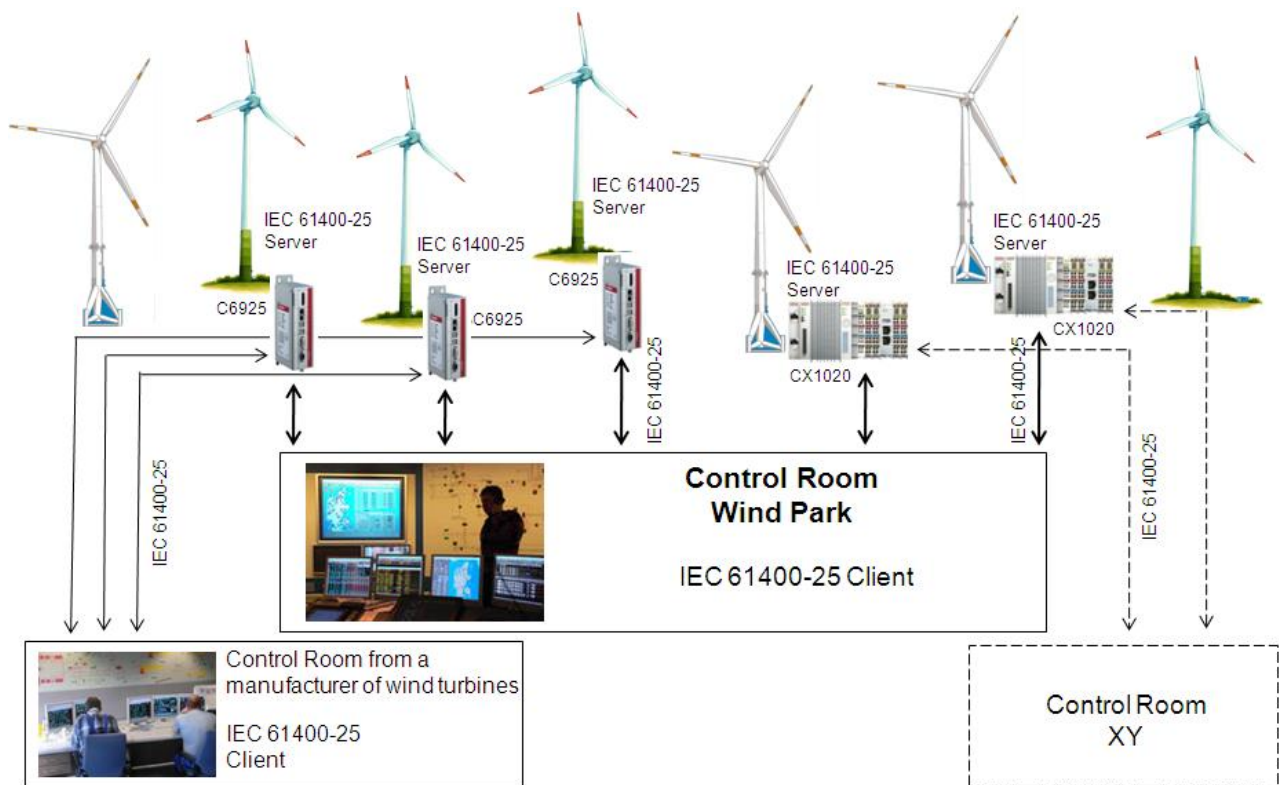 IEC 61400-25
Server
IEC 61400-25
Server
IEC 61400-25
Server
IEC 61400-25
Server
IEC 61400-25
Server
C6925
C6925
C6925
CX1020
CX1020
IEC 61400-25
IEC 61400-25
IEC 61400-25
IEC 61400-25
Control Room
Wind Park
IEC 61400-25 Client
Control Room from a
manufacturer of wind turbines
IEC 61400-25
Client
Control Room
XY